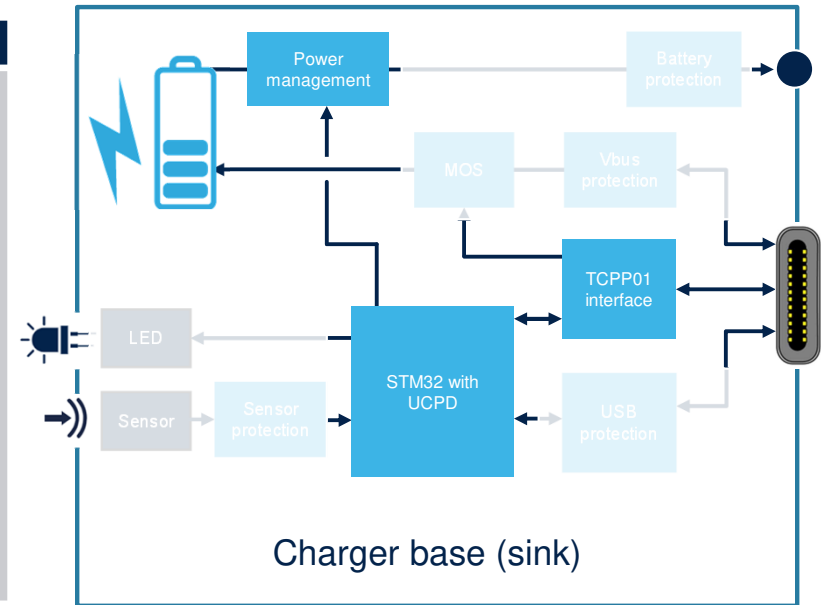 Power
management
Battery
protection
MOS
Vbus
protection
TCPP01
interface
LED
STM32 with
UCPD
Sensor
Sensor
protection
USB
protection
Charger base (sink)